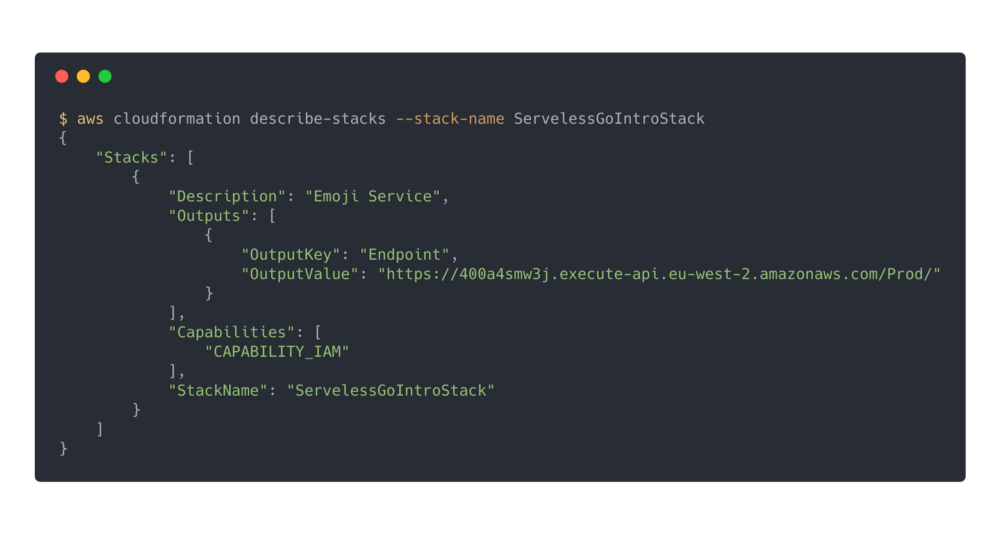 $ aws cloudformation describe-stacks --stack-name ServelessGoIntroStack
{
    "Stacks": [
        {
            "Description": "Emoji Service",
            "Outputs": [
                {
                    "OutputKey": "Endpoint",
                    "OutputValue": "https://400a4smw3j.execute-api.eu-west-2.amazonaws.com/Prod/"
                }
            ],
            "Capabilities": [
                "CAPABILITY_IAM"
            ],
            "StackName": "ServelessGoIntroStack"
        }
    ]
}